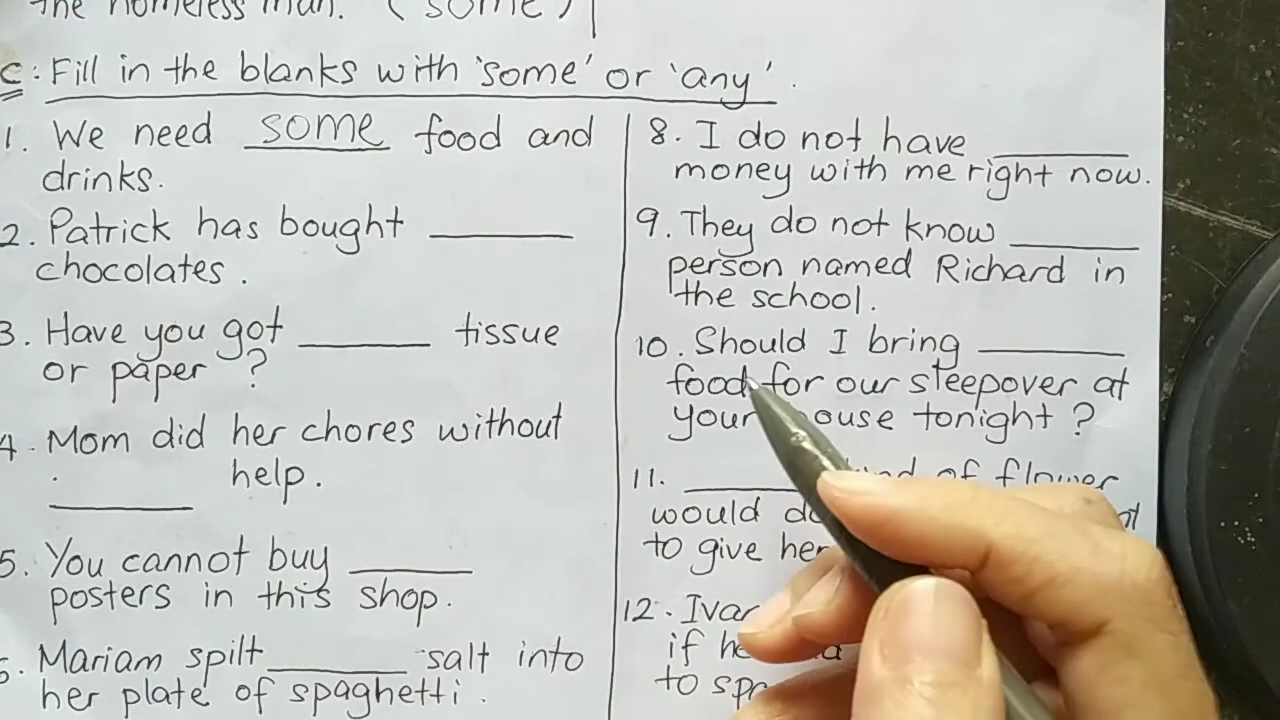 the homeless man. (some)
C: Fill in the blanks with 'some' or 'any'.
1. We need some food and
drinks.
2. Patrick has bought ______
chocolates.
3. Have you got ______ tissue
or paper ?
4. Mom did her chores without
______ help.
5. You cannot buy ______
posters in this shop.
6. Mariam spilt ______ salt into
her plate of spaghetti.
8. I do not have ______
money with me right now.
9. They do not know ______
person named Richard in
the school.
10. Should I bring ______
food for our sleepover at
your house tonight ?
11. ______ of flower
would
to give her
12. 
if
to